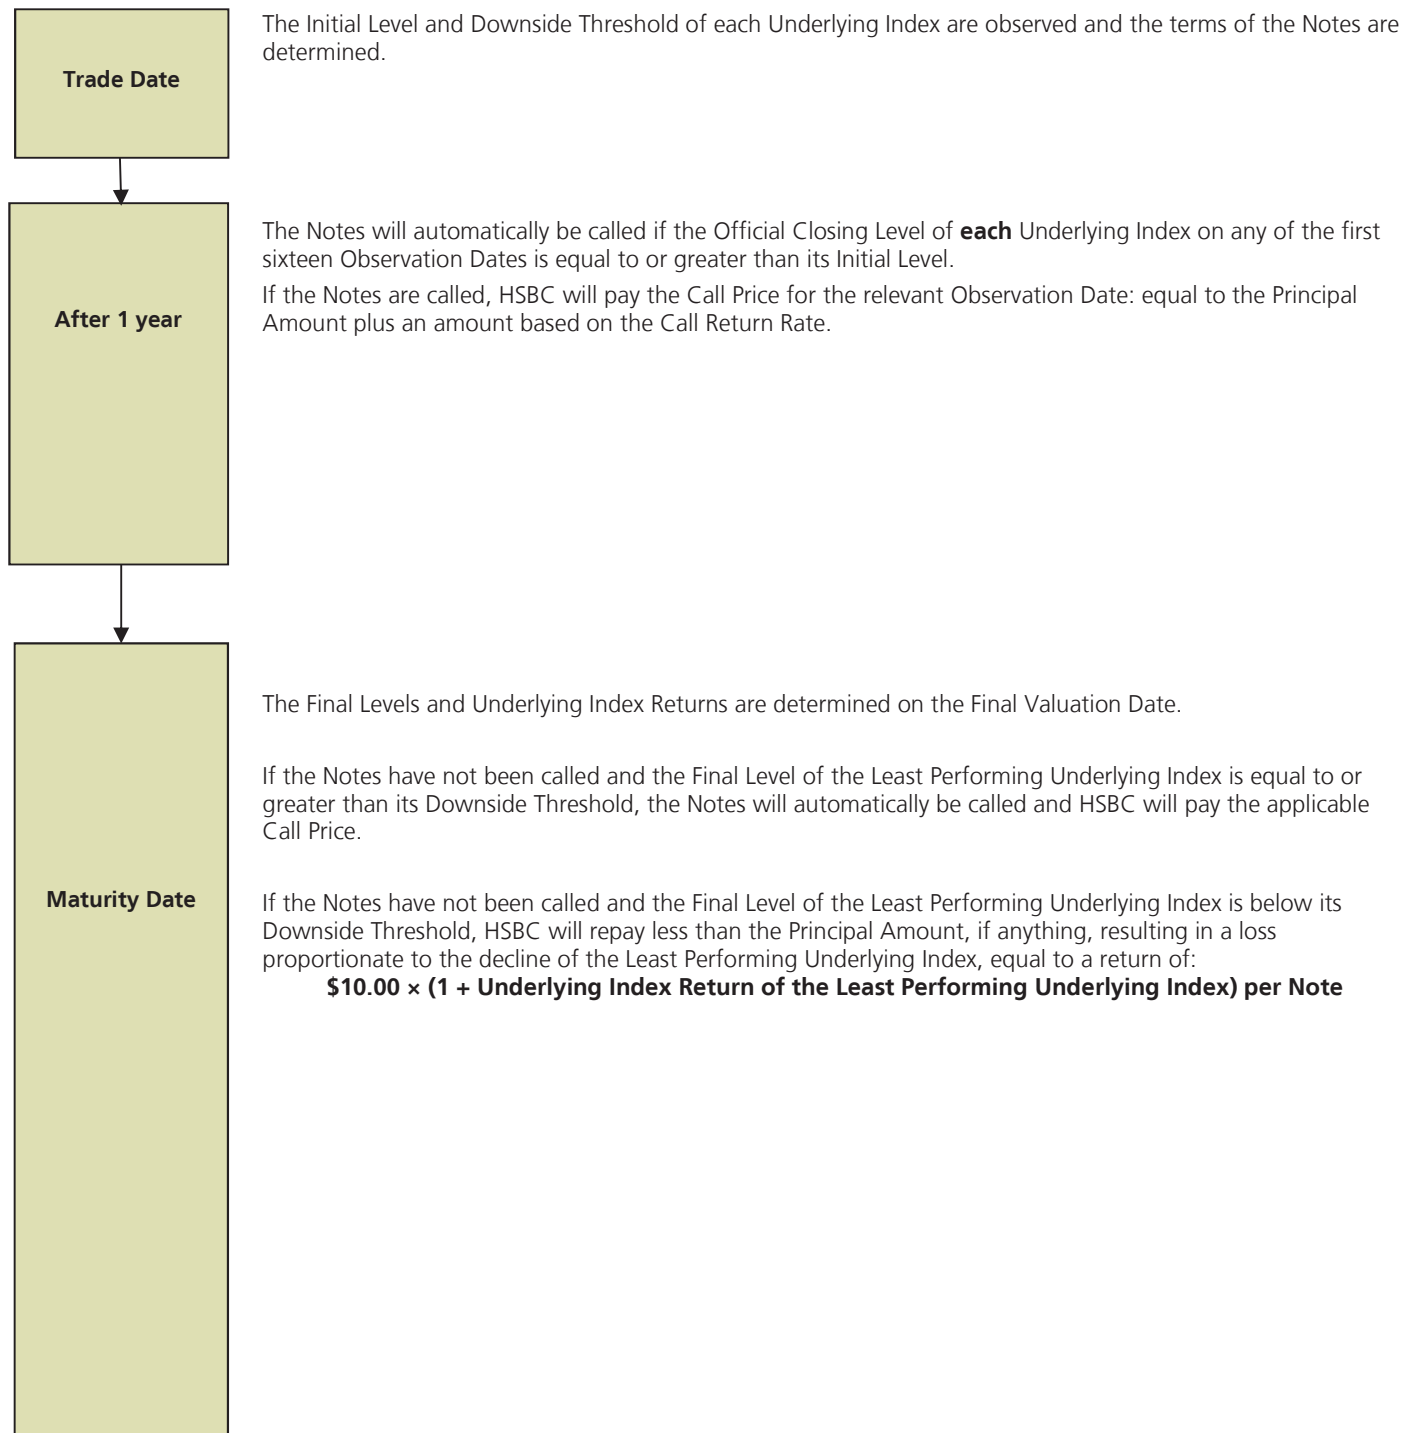 Trade Date
The Initial Level and Downside Threshold of each Underlying Index are observed and the terms of the Notes are
determined.
After 1 year
The Notes will automatically be called if the Official Closing Level of each Underlying Index on any of the first
sixteen Observation Dates is equal to or greater than its Initial Level.
If the Notes are called, HSBC will pay the Call Price for the relevant Observation Date: equal to the Principal
Amount plus an amount based on the Call Return Rate.
Maturity Date
The Final Levels and Underlying Index Returns are determined on the Final Valuation Date.
If the Notes have not been called and the Final Level of the Least Performing Underlying Index is equal to or
greater than its Downside Threshold, the Notes will automatically be called and HSBC will pay the applicable
Call Price.
If the Notes have not been called and the Final Level of the Least Performing Underlying Index is below its
Downside Threshold, HSBC will repay less than the Principal Amount, if anything, resulting in a loss
proportionate to the decline of the Least Performing Underlying Index, equal to a return of:
$10.00 × (1 + Underlying Index Return of the Least Performing Underlying Index) per Note